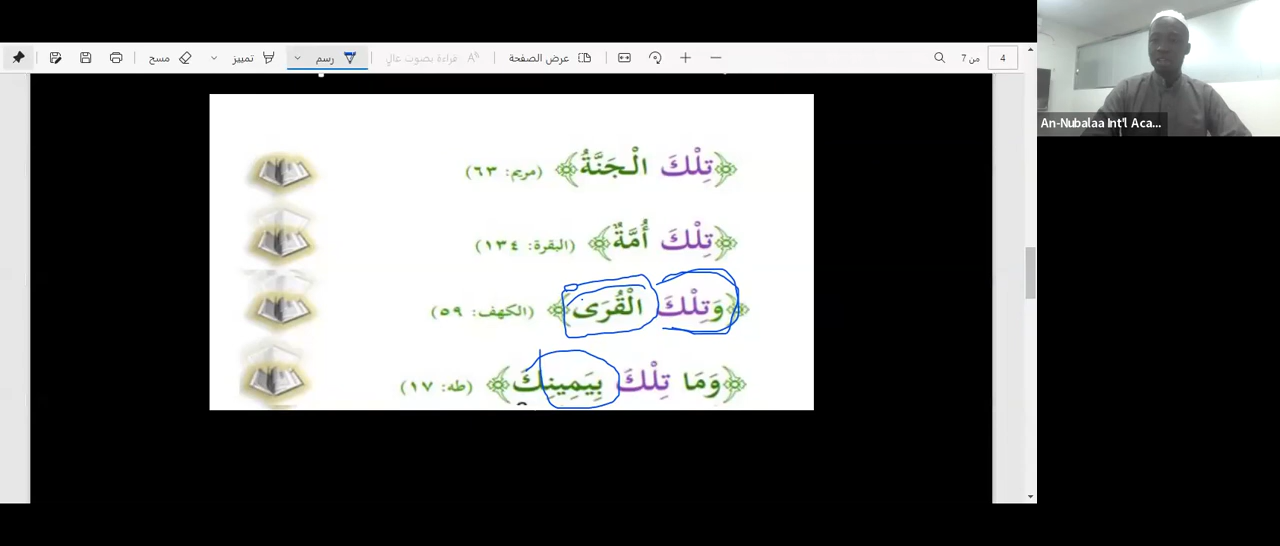 مسح
تمييز
رسم
قراءة بصوت عالٍ
عرض الصفحة
4 من 7
An-Nubalaa Int'l Aca...
﴿تِلْكَ الْجَنَّةُ﴾ (مريم: ٦٣)
﴿تِلْكَ أُمَّةٌ﴾ (البقرة: ١٣٤)
﴿وَتِلْكَ الْقُرَى﴾ (الكهف: ٥٩)
﴿وَمَا تِلْكَ بِيَمِينِكَ﴾ (طه: ١٧)